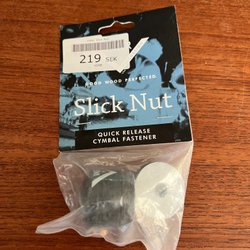 219 SEK
GOOD WOOD PERFECTED
Slick Nut
QUICK RELEASE
CYMBAL FASTENER